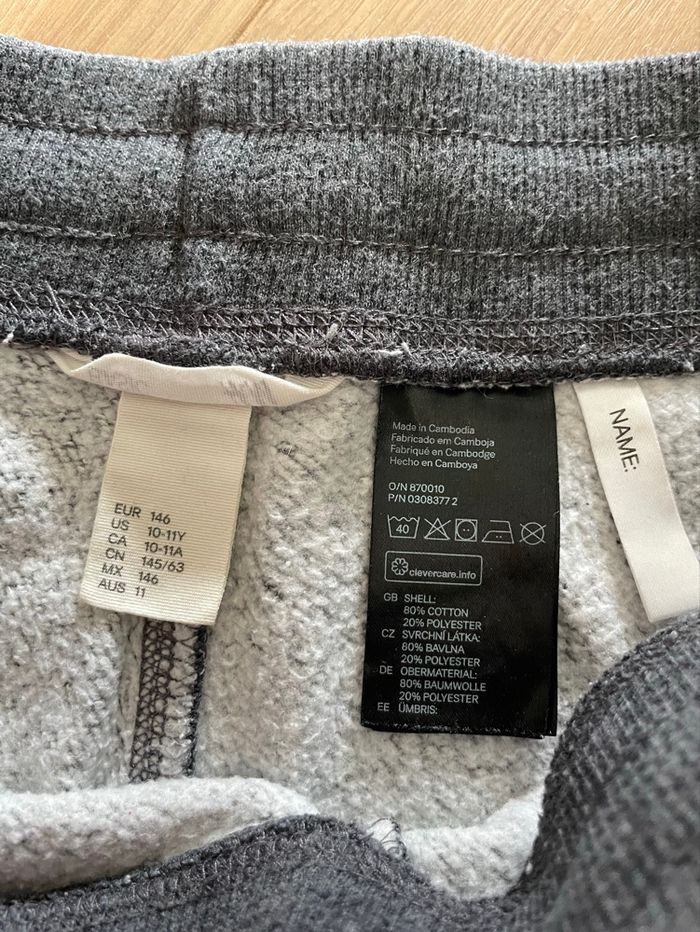 EUR 146
US 10-11Y
CA 10-11A
CN 145/63
MX 146
AUS 11
Made in Cambodia
Fabricado em Camboja
Fabriqué en Cambodge
Hecho en Camboya
O/N 870010
P/N 0308377 2
40
clevercare.info
GB SHELL:
80% COTTON
20% POLYESTER
CZ SVRCHNÍ LÁTKA:
80% BAVLNA
20% POLYESTER
DE OBERMATERIAL:
80% BAUMWOLLE
20% POLYESTER
EE ÜMBRIS:
NAME: